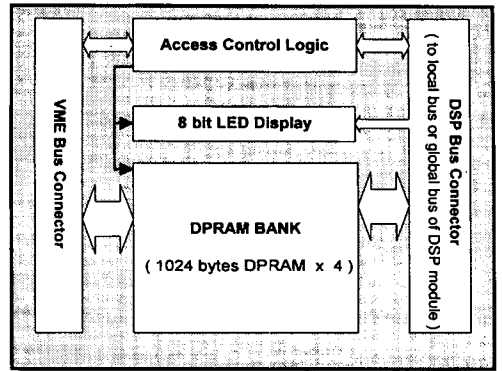 Access Control Logic
8 bit LED Display
DPRAM BANK
( 1024 bytes DPRAM x 4 )
VME Bus Connector
DSP Bus Connector
( to local bus or global bus of DSP module )